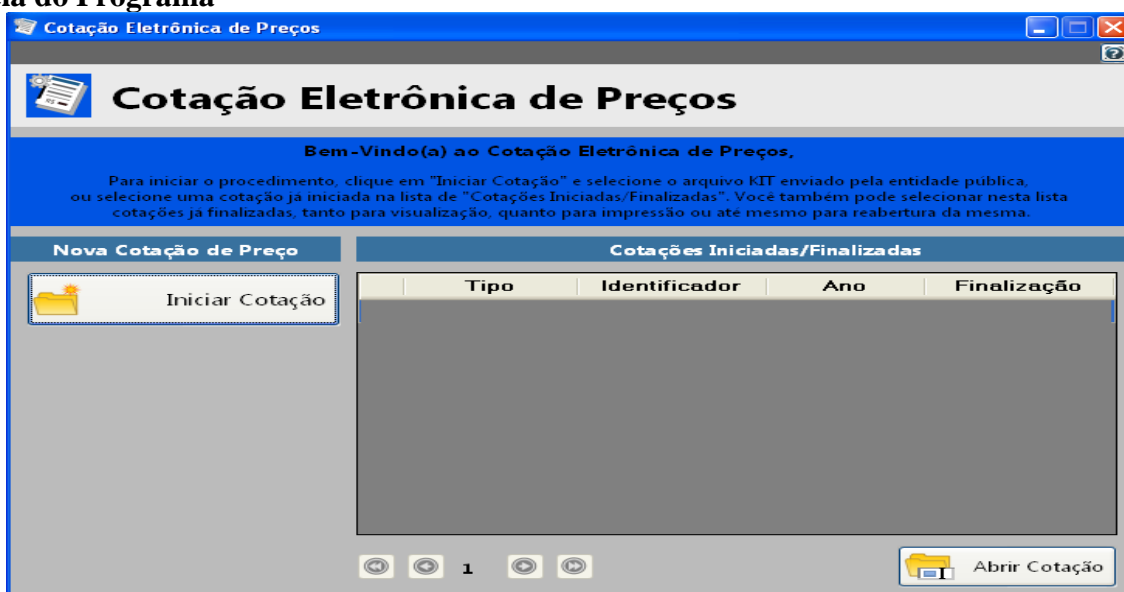 do Programa
Cotação Eletrônica de Preços
Cotação Eletrônica de Preços
Bem-Vindo(a) ao Cotação Eletrônica de Preços,
Para iniciar o procedimento, clique em "Iniciar Cotação" e selecione o arquivo KIT enviado pela entidade pública,
ou selecione uma cotação já iniciada na lista de "Cotações Iniciadas/Finalizadas". Você também pode selecionar nesta lista
cotações já finalizadas, tanto para visualização, quanto para impressão ou até mesmo para reabertura da mesma.
Nova Cotação de Preço
Cotações Iniciadas/Finalizadas
Iniciar Cotação
Tipo Identificador Ano Finalização
1
Abrir Cotação